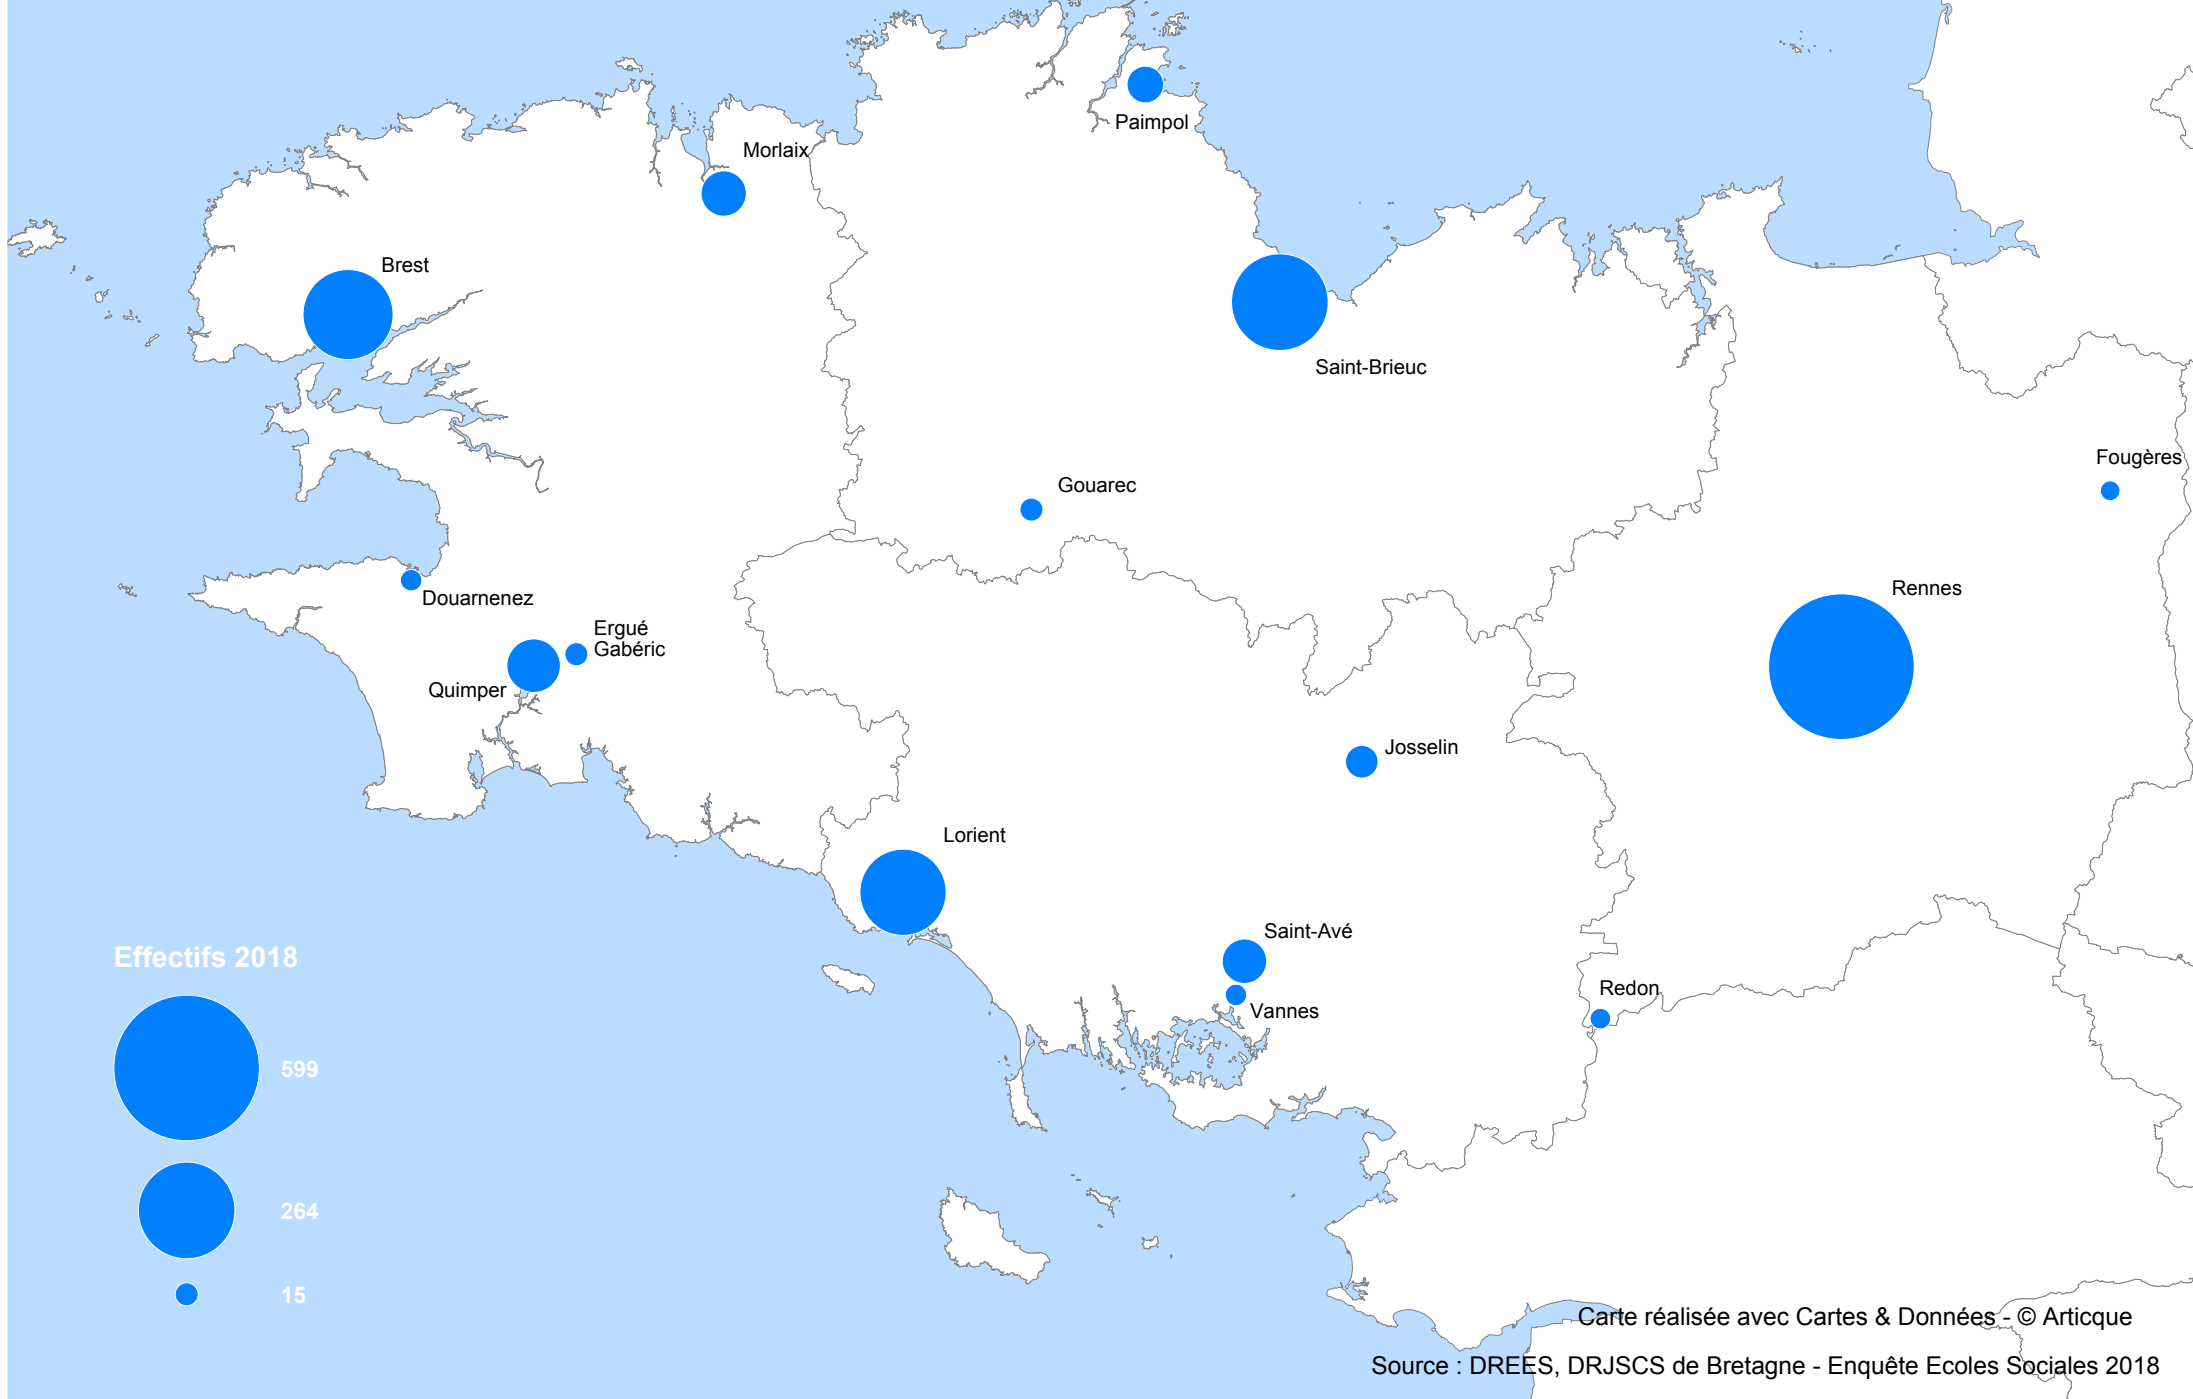 Paimpol
Morlaix
Brest
Saint-Brieuc
Fougères
Gouarec
Rennes
Douarnenez
Ergué
Gabéric
Quimper
Josselin
Lorient
Saint-Avé
Effectifs 2018
Redon
Vannes
599
264
15
Carte réalisée avec Cartes & Données - © Articque
Source : DREES, DRJSCS de Bretagne - Enquête Ecoles Sociales 2018